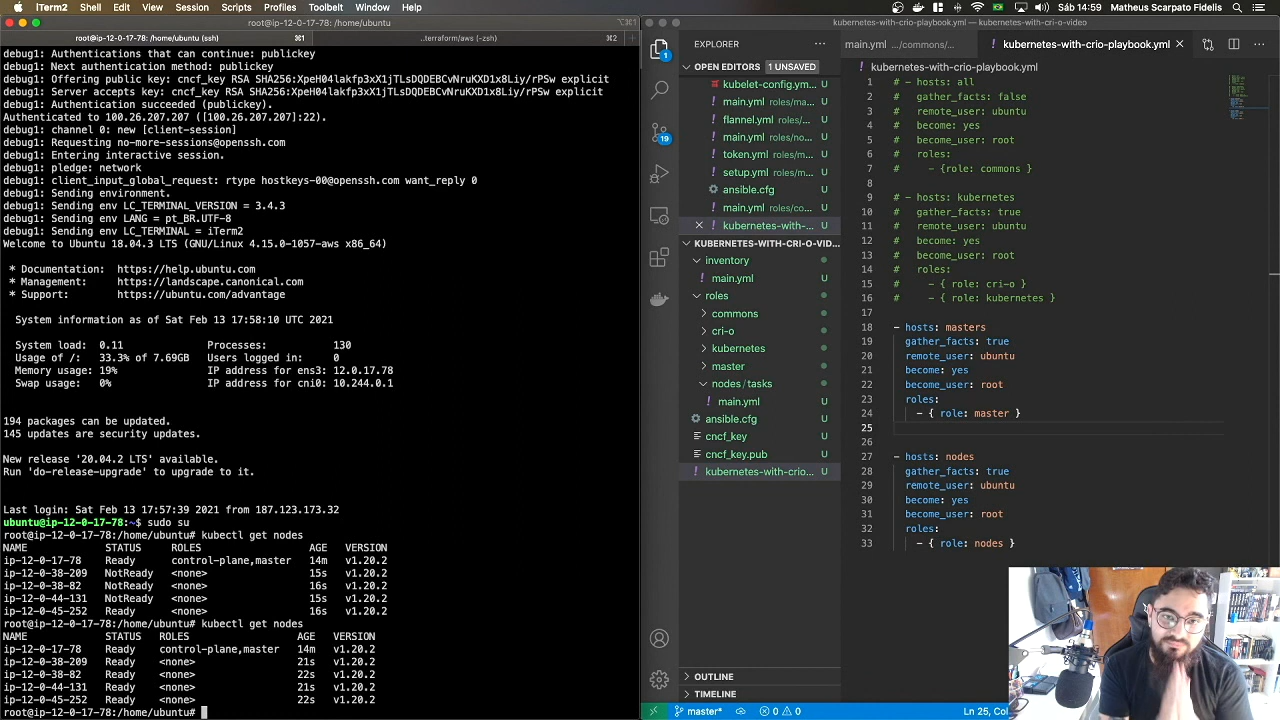 iTerm2 Shell Edit View Session Scripts Profiles Toolbelt Window Help
Sáb 14:59 Matheus Scarpato Fidelis
root@ip-12-0-17-78: /home/ubuntu
⌥⌘1
root@ip-12-0-17-78: /home/ubuntu (ssh) ⌘1 ..terraform/aws (-zsh) ⌘2
debug1: Authentications that can continue: publickey
debug1: Next authentication method: publickey
debug1: Offering public key: cncf_key RSA SHA256:XpeH04lakfp3xX1jTLsDQDEBCvNruKXD1x8Liy/rPSw explicit
debug1: Server accepts key: cncf_key RSA SHA256:XpeH04lakfp3xX1jTLsDQDEBCvNruKXD1x8Liy/rPSw explicit
debug1: Authentication succeeded (publickey).
Authenticated to 100.26.207.207 ([100.26.207.207]:22).
debug1: channel 0: new [client-session]
debug1: Requesting no-more-sessions@openssh.com
debug1: Entering interactive session.
debug1: pledge: network
debug1: client_input_global_request: rtype hostkeys-00@openssh.com want_reply 0
debug1: Sending environment.
debug1: Sending env LC_TERMINAL_VERSION = 3.4.3
debug1: Sending env LANG = pt_BR.UTF-8
debug1: Sending env LC_TERMINAL = iTerm2
Welcome to Ubuntu 18.04.3 LTS (GNU/Linux 4.15.0-1057-aws x86_64)
* Documentation: https://help.ubuntu.com
* Management: https://landscape.canonical.com
* Support: https://ubuntu.com/advantage
System information as of Sat Feb 13 17:58:10 UTC 2021
System load: 0.11 Processes: 130
Usage of /: 33.3% of 7.69GB Users logged in: 0
Memory usage: 19% IP address for ens3: 12.0.17.78
Swap usage: 0% IP address for cni0: 10.244.0.1
194 packages can be updated.
145 updates are security updates.
New release '20.04.2 LTS' available.
Run 'do-release-upgrade' to upgrade to it.
Last login: Sat Feb 13 17:57:39 2021 from 187.123.173.32
ubuntu@ip-12-0-17-78:~$ sudo su
root@ip-12-0-17-78:/home/ubuntu# kubectl get nodes
NAME STATUS ROLES AGE VERSION
ip-12-0-17-78 Ready control-plane,master 14m v1.20.2
ip-12-0-38-209 NotReady <none> 15s v1.20.2
ip-12-0-38-82 NotReady <none> 16s v1.20.2
ip-12-0-44-131 NotReady <none> 15s v1.20.2
ip-12-0-45-252 Ready <none> 16s v1.20.2
root@ip-12-0-17-78:/home/ubuntu# kubectl get nodes
NAME STATUS ROLES AGE VERSION
ip-12-0-17-78 Ready control-plane,master 14m v1.20.2
ip-12-0-38-209 Ready <none> 21s v1.20.2
ip-12-0-38-82 Ready <none> 22s v1.20.2
ip-12-0-44-131 Ready <none> 21s v1.20.2
ip-12-0-45-252 Ready <none> 22s v1.20.2
root@ip-12-0-17-78:/home/ubuntu#
kubernetes-with-crio-playbook.yml — kubernetes-with-cri-o-video
1
19
EXPLORER
OPEN EDITORS 1 UNSAVED
kubelet-config.ym... U
main.yml roles/ma... U
flannel.yml roles/... U
main.yml roles/no... U
token.yml roles/m... U
setup.yml roles/m... U
ansible.cfg U
main.yml roles/co... U
kubernetes-with-... U
KUBERNETES-WITH-CRI-O-VID...
inventory
main.yml U
roles
commons
cri-o
kubernetes
master
nodes/tasks
main.yml U
ansible.cfg U
cncf_key U
cncf_key.pub U
kubernetes-with-crio... U
OUTLINE
TIMELINE
main.yml .../commons/... kubernetes-with-crio-playbook.yml
kubernetes-with-crio-playbook.yml
1 # - hosts: all
2 # gather_facts: false
3 # remote_user: ubuntu
4 # become: yes
5 # become_user: root
6 # roles:
7 # - {role: commons }
8
9 # - hosts: kubernetes
10 # gather_facts: true
11 # remote_user: ubuntu
12 # become: yes
13 # become_user: root
14 # roles:
15 # - { role: cri-o }
16 # - { role: kubernetes }
17
18 - hosts: masters
19 gather_facts: true
20 remote_user: ubuntu
21 become: yes
22 become_user: root
23 roles:
24 - { role: master }
25
26
27 - hosts: nodes
28 gather_facts: true
29 remote_user: ubuntu
30 become: yes
31 become_user: root
32 roles:
33 - { role: nodes }
master* 0 0 Ln 25, Col